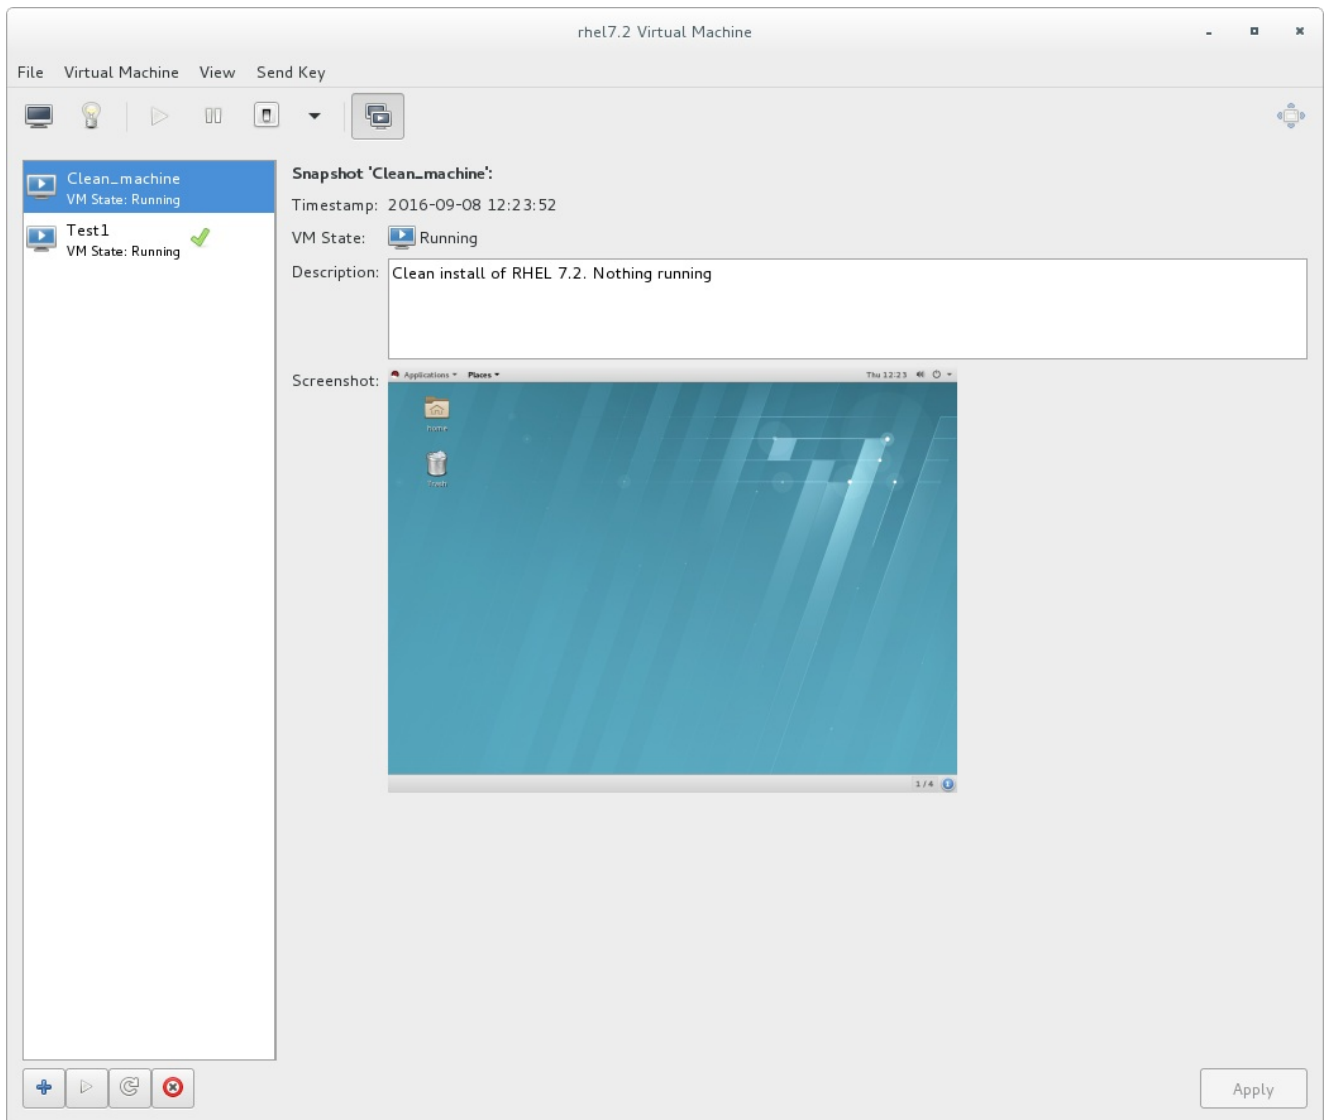 rhel7.2 Virtual Machine
File Virtual Machine View Send Key
Clean_machine
VM State: Running
Test1
VM State: Running
Snapshot 'Clean_machine':
Timestamp: 2016-09-08 12:23:52
VM State: Running
Description: Clean install of RHEL 7.2. Nothing running
Screenshot:
Applications Places Thu 12:23
Home
Trash
1 / 4
Apply